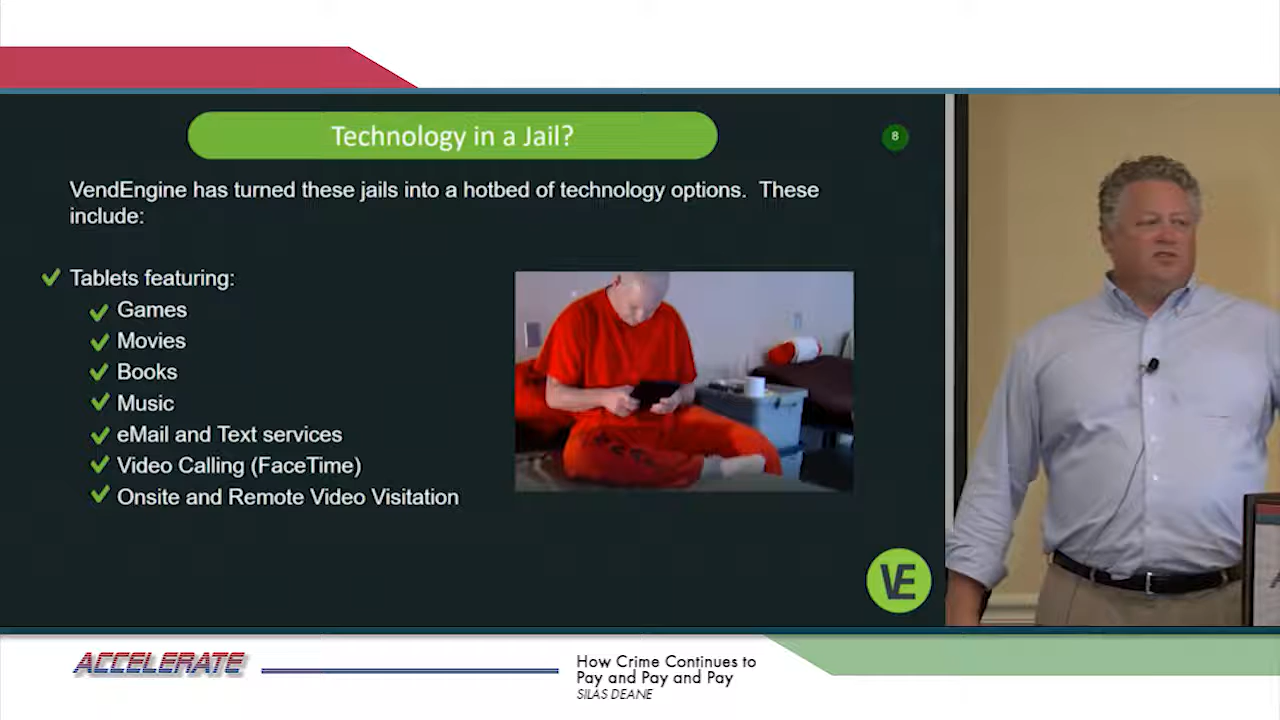 Technology in a Jail?
8
VendEngine has turned these jails into a hotbed of technology options. These
include:
Tablets featuring:
Games
Movies
Books
Music
eMail and Text services
Video Calling (FaceTime)
Onsite and Remote Video Visitation
VE
ACCELERATE
How Crime Continues to
Pay and Pay and Pay
SILAS DEANE